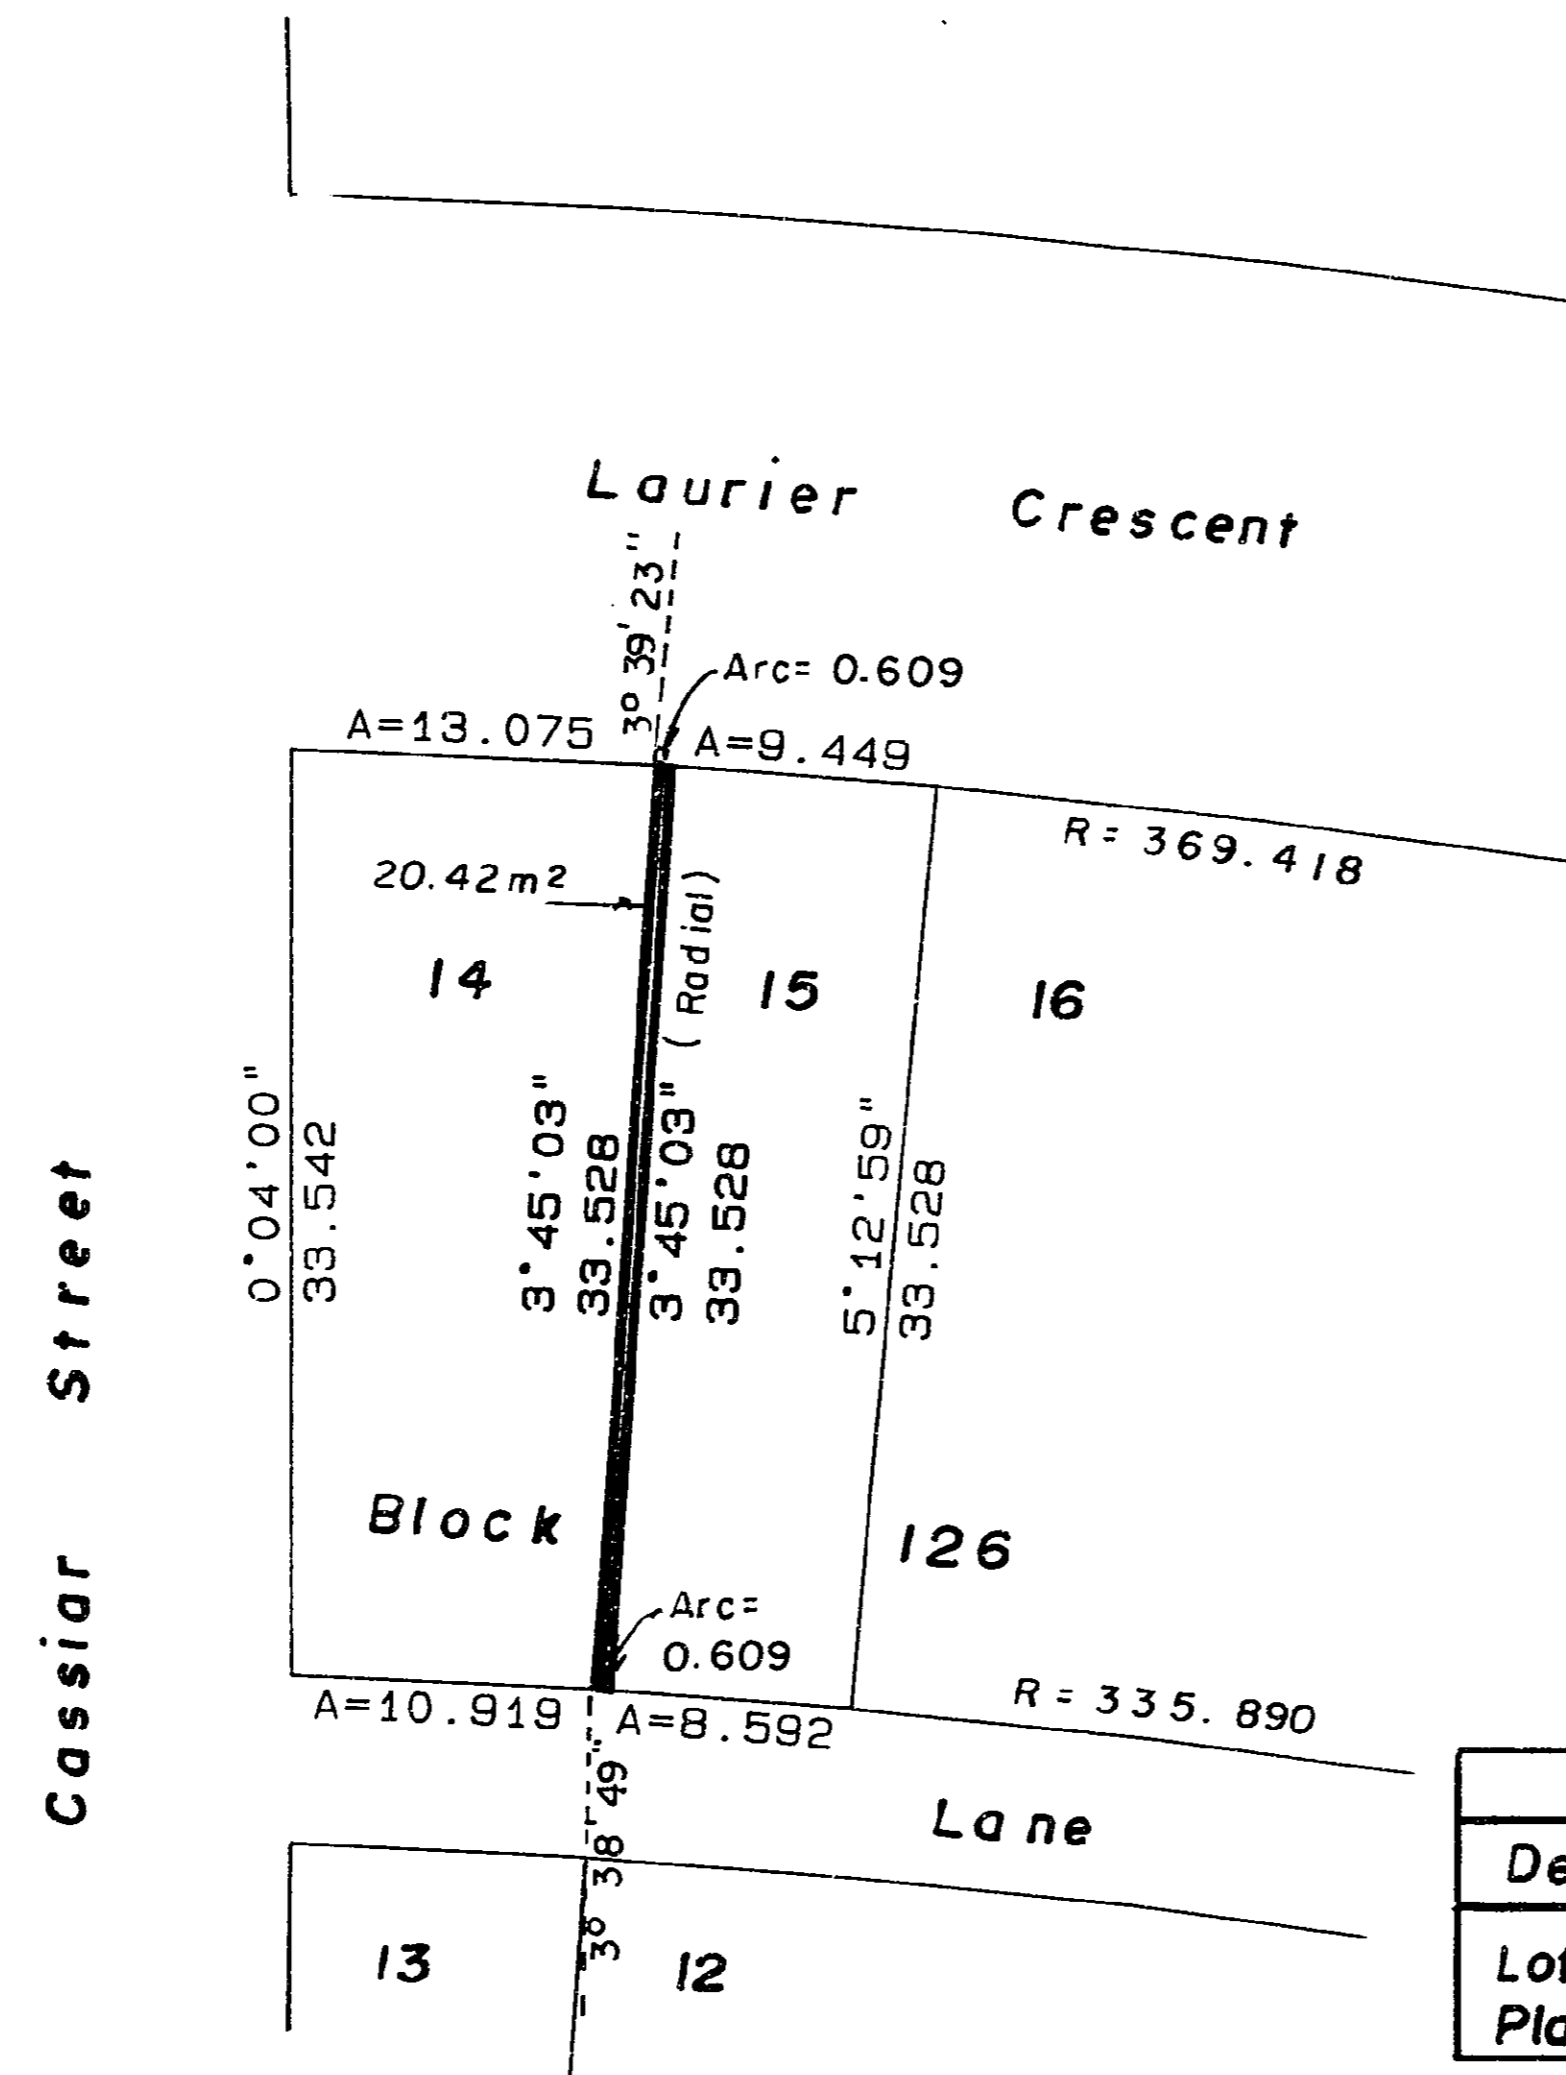 Laurier Crescent
3° 39' 23"
Arc= 0.609
A=13.075
A=9.449
R = 369.418
20.42m²
(Radial)
14
15
16
0°04'00"
33.542
3°45'03"
33.528
3°45'03"
33.528
5°12'59"
33.528
Cassiar Street
Block
126
Arc=
0.609
A=10.919
A=8.592
R = 335.890
3° 38' 49"
Lane
13
12
De
Lot
Pla